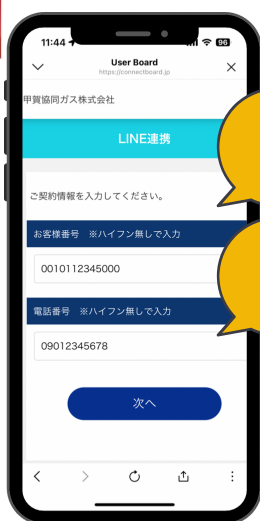 11:44
96
User Board
https://connectboard.jp
甲賀協同ガス株式会社
LINE連携
ご契約情報を入力してください。
お客様番号 ※ハイフン無しで入力
0010112345000
電話番号 ※ハイフン無しで入力
09012345678
次へ